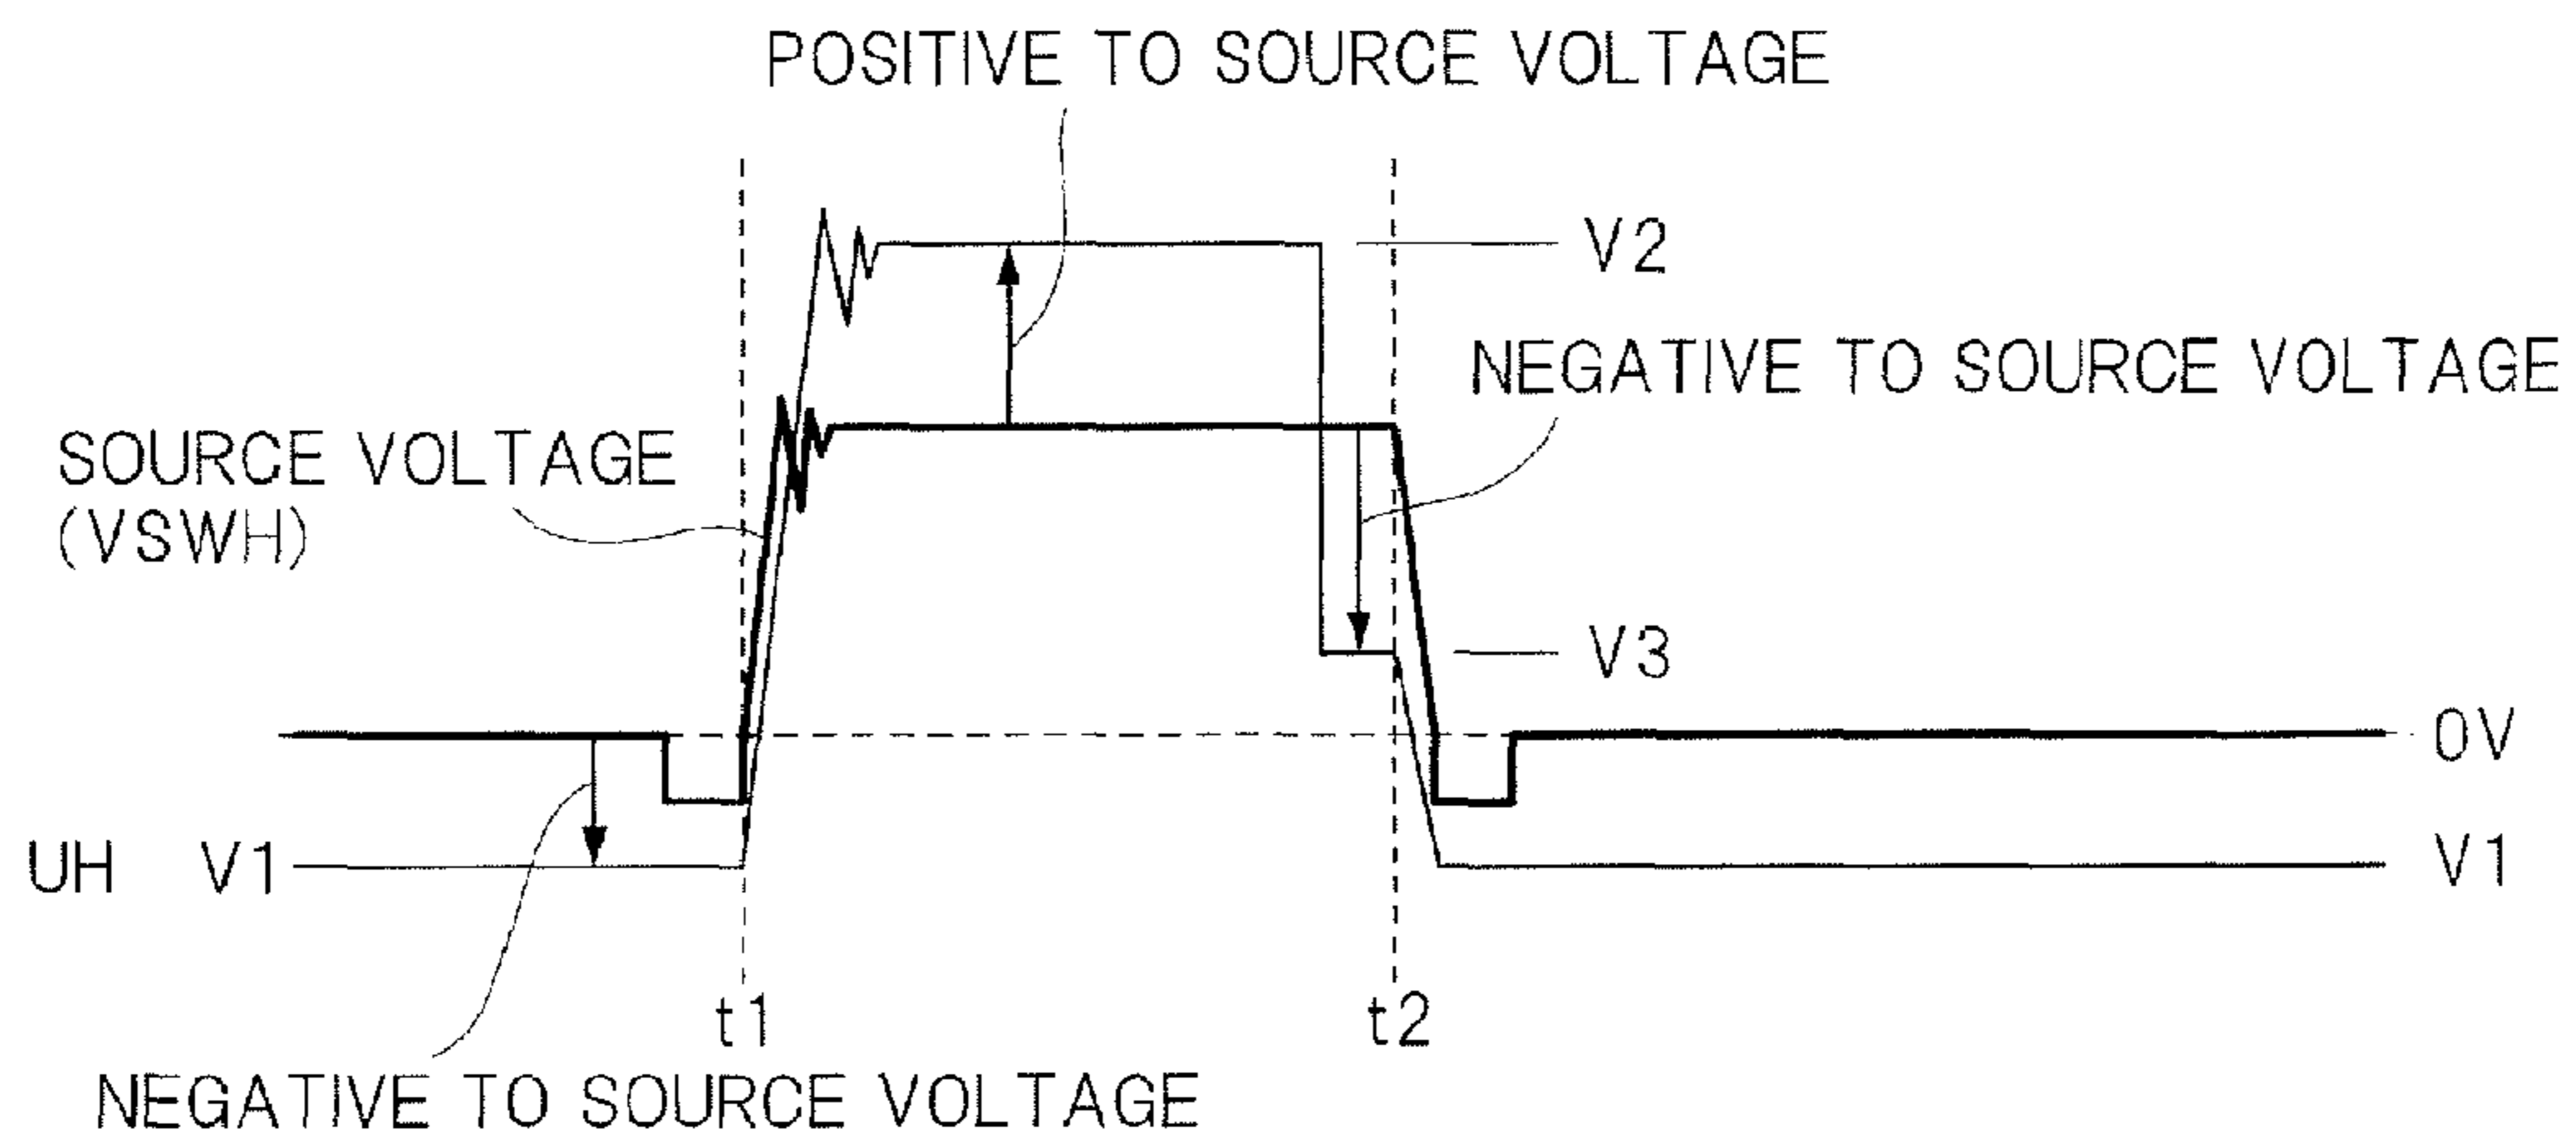 POSITIVE TO SOURCE VOLTAGE
V2
NEGATIVE TO SOURCE VOLTAGE
SOURCE VOLTAGE
(VSWH)
V3
0V
UH V1
V1
t1
t2
NEGATIVE TO SOURCE VOLTAGE